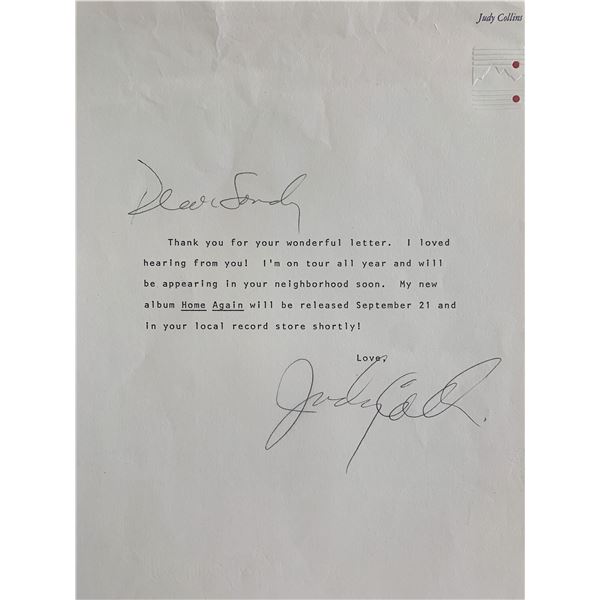 Judy Collins
Dear Sandy
Thank you for your wonderful letter. I loved
hearing from you! I'm on tour all year and will
be appearing in your neighborhood soon. My new
album Home Again will be released September 21 and
in your local record store shortly!
Love,
Judy Collins